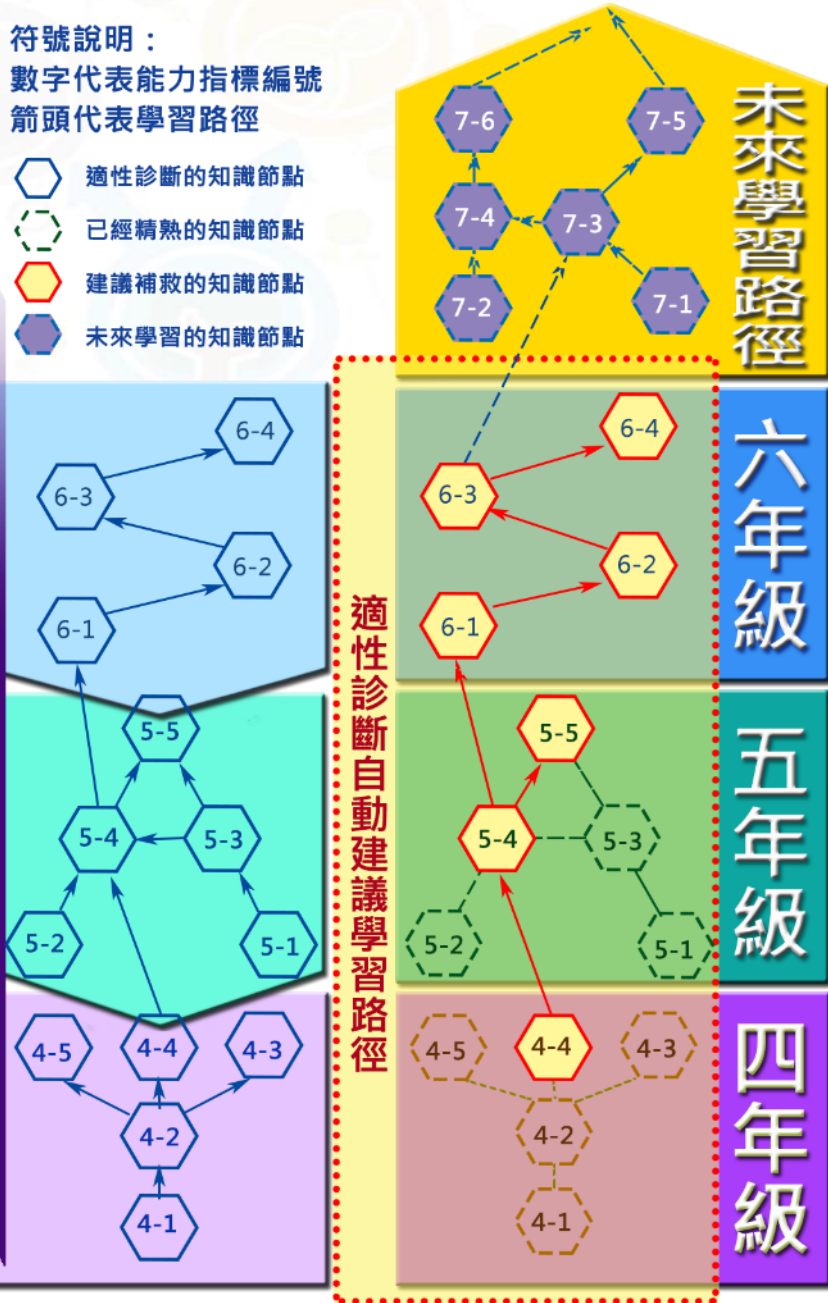 符號說明：
數字代表能力指標編號
箭頭代表學習路徑
適性診斷的知識節點
已經精熟的知識節點
建議補救的知識節點
未來學習的知識節點
6-4
6-3
6-2
6-1
5-5
5-4
5-3
5-2
5-1
4-5
4-4
4-3
4-2
4-1
適性診斷自動建議學習路徑
7-6
7-5
7-4
7-3
7-2
7-1
未來學習路徑
6-4
6-3
6-2
6-1
六年級
5-5
5-4
5-3
5-2
5-1
五年級
4-5
4-4
4-3
4-2
4-1
四年級